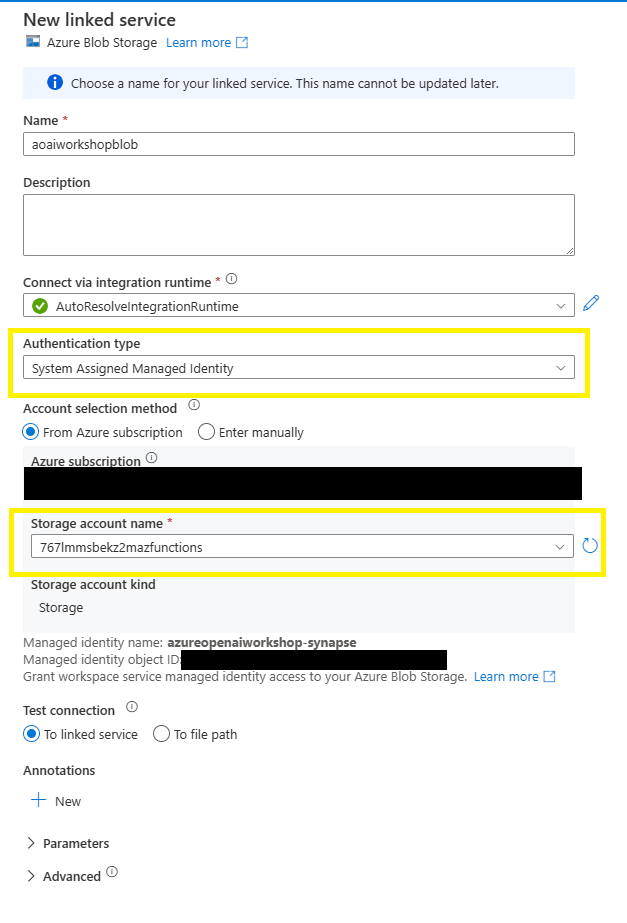 New linked service
Azure Blob Storage Learn more
Choose a name for your linked service. This name cannot be updated later.
Name *
aoaiworkshopblob
Description
Connect via integration runtime *
AutoResolveIntegrationRuntime
Authentication type
System Assigned Managed Identity
Account selection method
From Azure subscription Enter manually
Azure subscription
Storage account name *
767lmmsbekz2mazfunctions
Storage account kind
Storage
Managed identity name: azureopenaiworkshop-synapse
Managed identity object ID:
Grant workspace service managed identity access to your Azure Blob Storage. Learn more
Test connection
To linked service To file path
Annotations
New
Parameters
Advanced